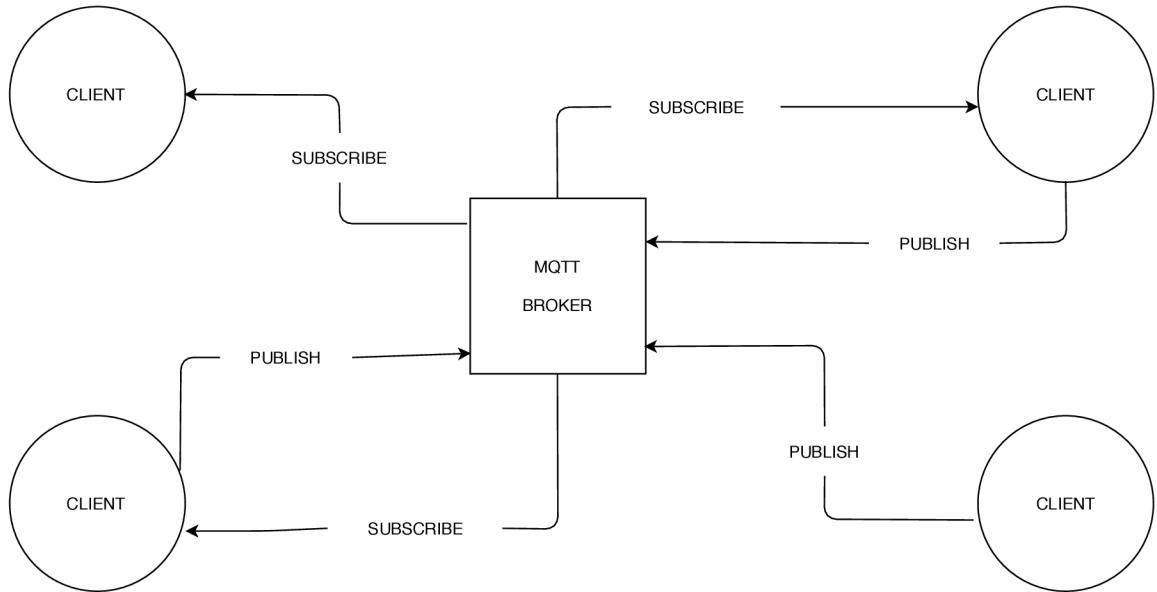 CLIENT
CLIENT
SUBSCRIBE
SUBSCRIBE
PUBLISH
MQTT
BROKER
PUBLISH
PUBLISH
CLIENT
CLIENT
SUBSCRIBE